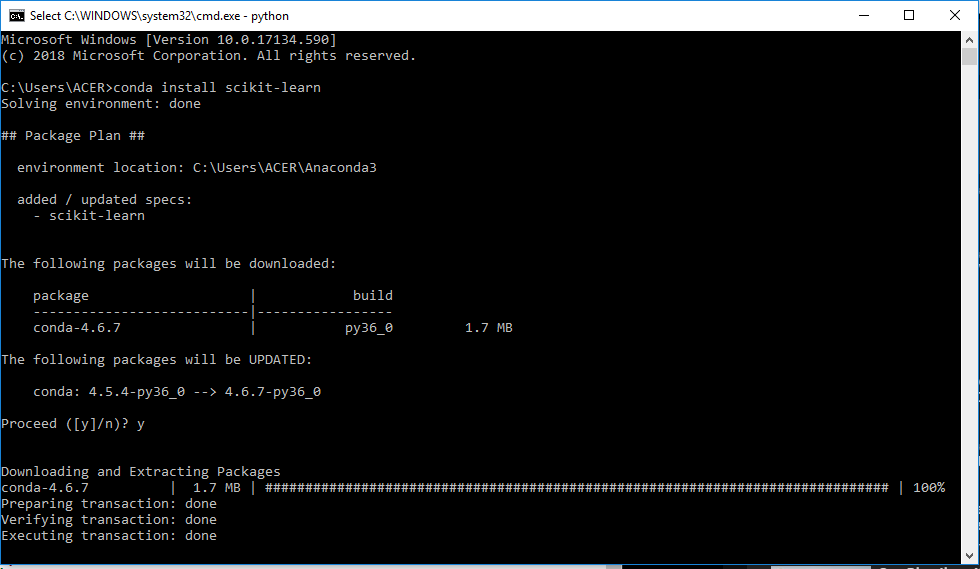 Select C:\WINDOWS\system32\cmd.exe - python
Microsoft Windows [Version 10.0.17134.590]
(c) 2018 Microsoft Corporation. All rights reserved.
C:\Users\ACER>conda install scikit-learn
Solving environment: done
## Package Plan ##
environment location: C:\Users\ACER\Anaconda3
added / updated specs:
- scikit-learn
The following packages will be downloaded:
package | build
---------------------------|-----------------
conda-4.6.7 | py36_0 1.7 MB
The following packages will be UPDATED:
conda: 4.5.4-py36_0 --> 4.6.7-py36_0
Proceed ([y]/n)? y
Downloading and Extracting Packages
conda-4.6.7 | 1.7 MB | ############################################################################## | 100%
Preparing transaction: done
Verifying transaction: done
Executing transaction: done